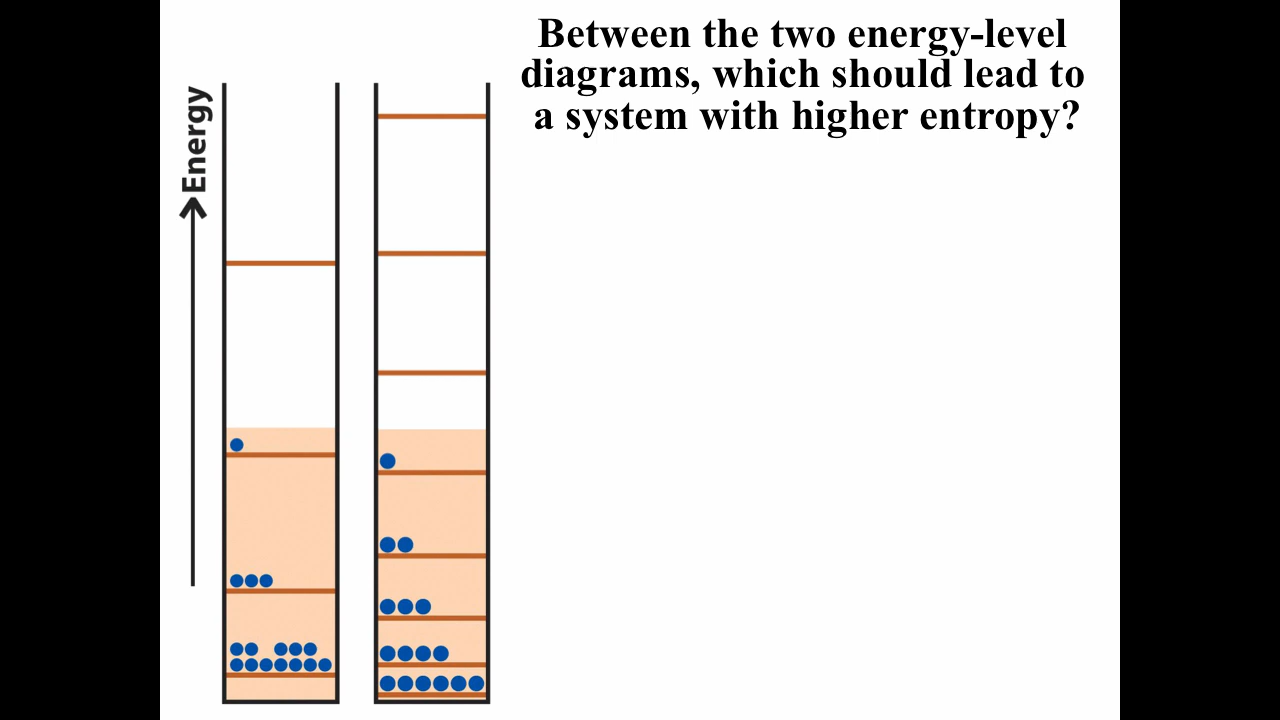 Between the two energy-level
diagrams, which should lead to
a system with higher entropy?
Energy